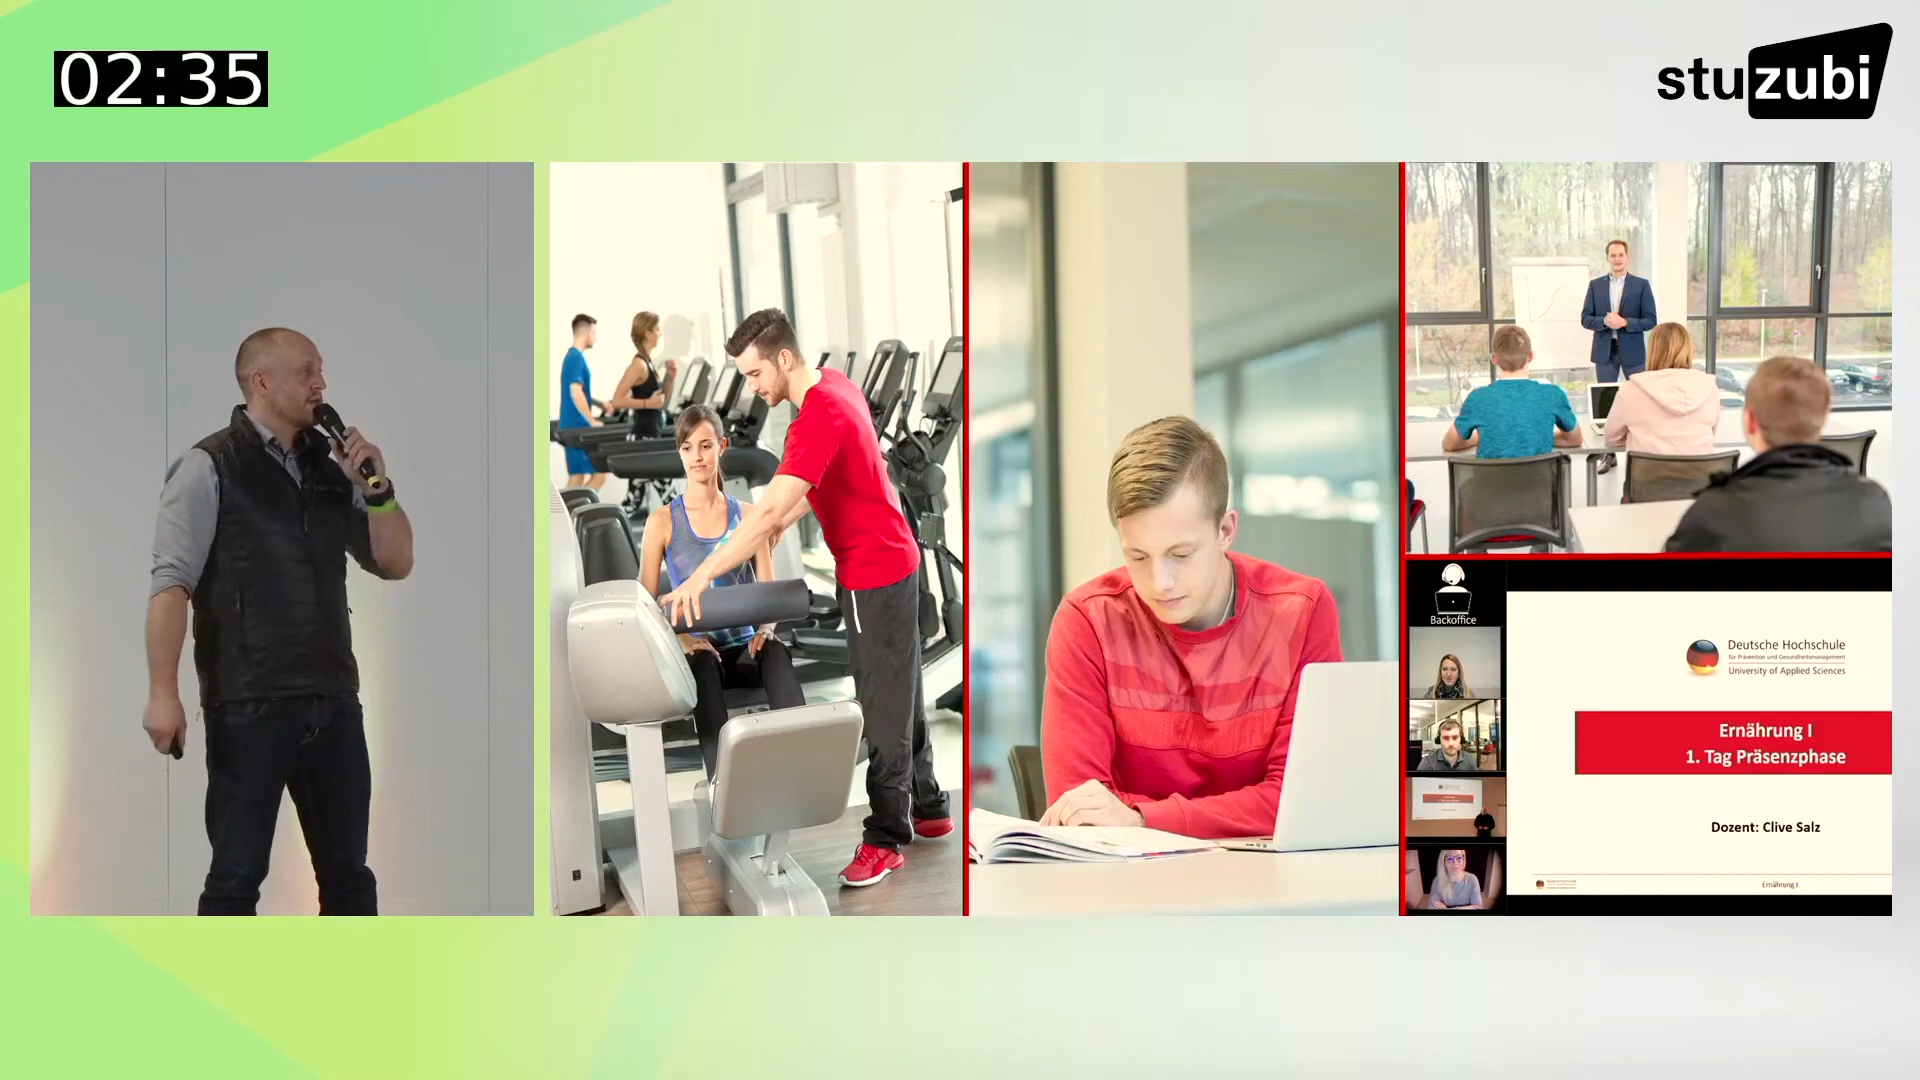 02:35
stuzubi
Backoffice
Deutsche Hochschule
für Prävention und Gesundheitsmanagement
University of Applied Sciences
Ernährung I
1. Tag Präsenzphase
Dozent: Clive Salz
Ernährung I